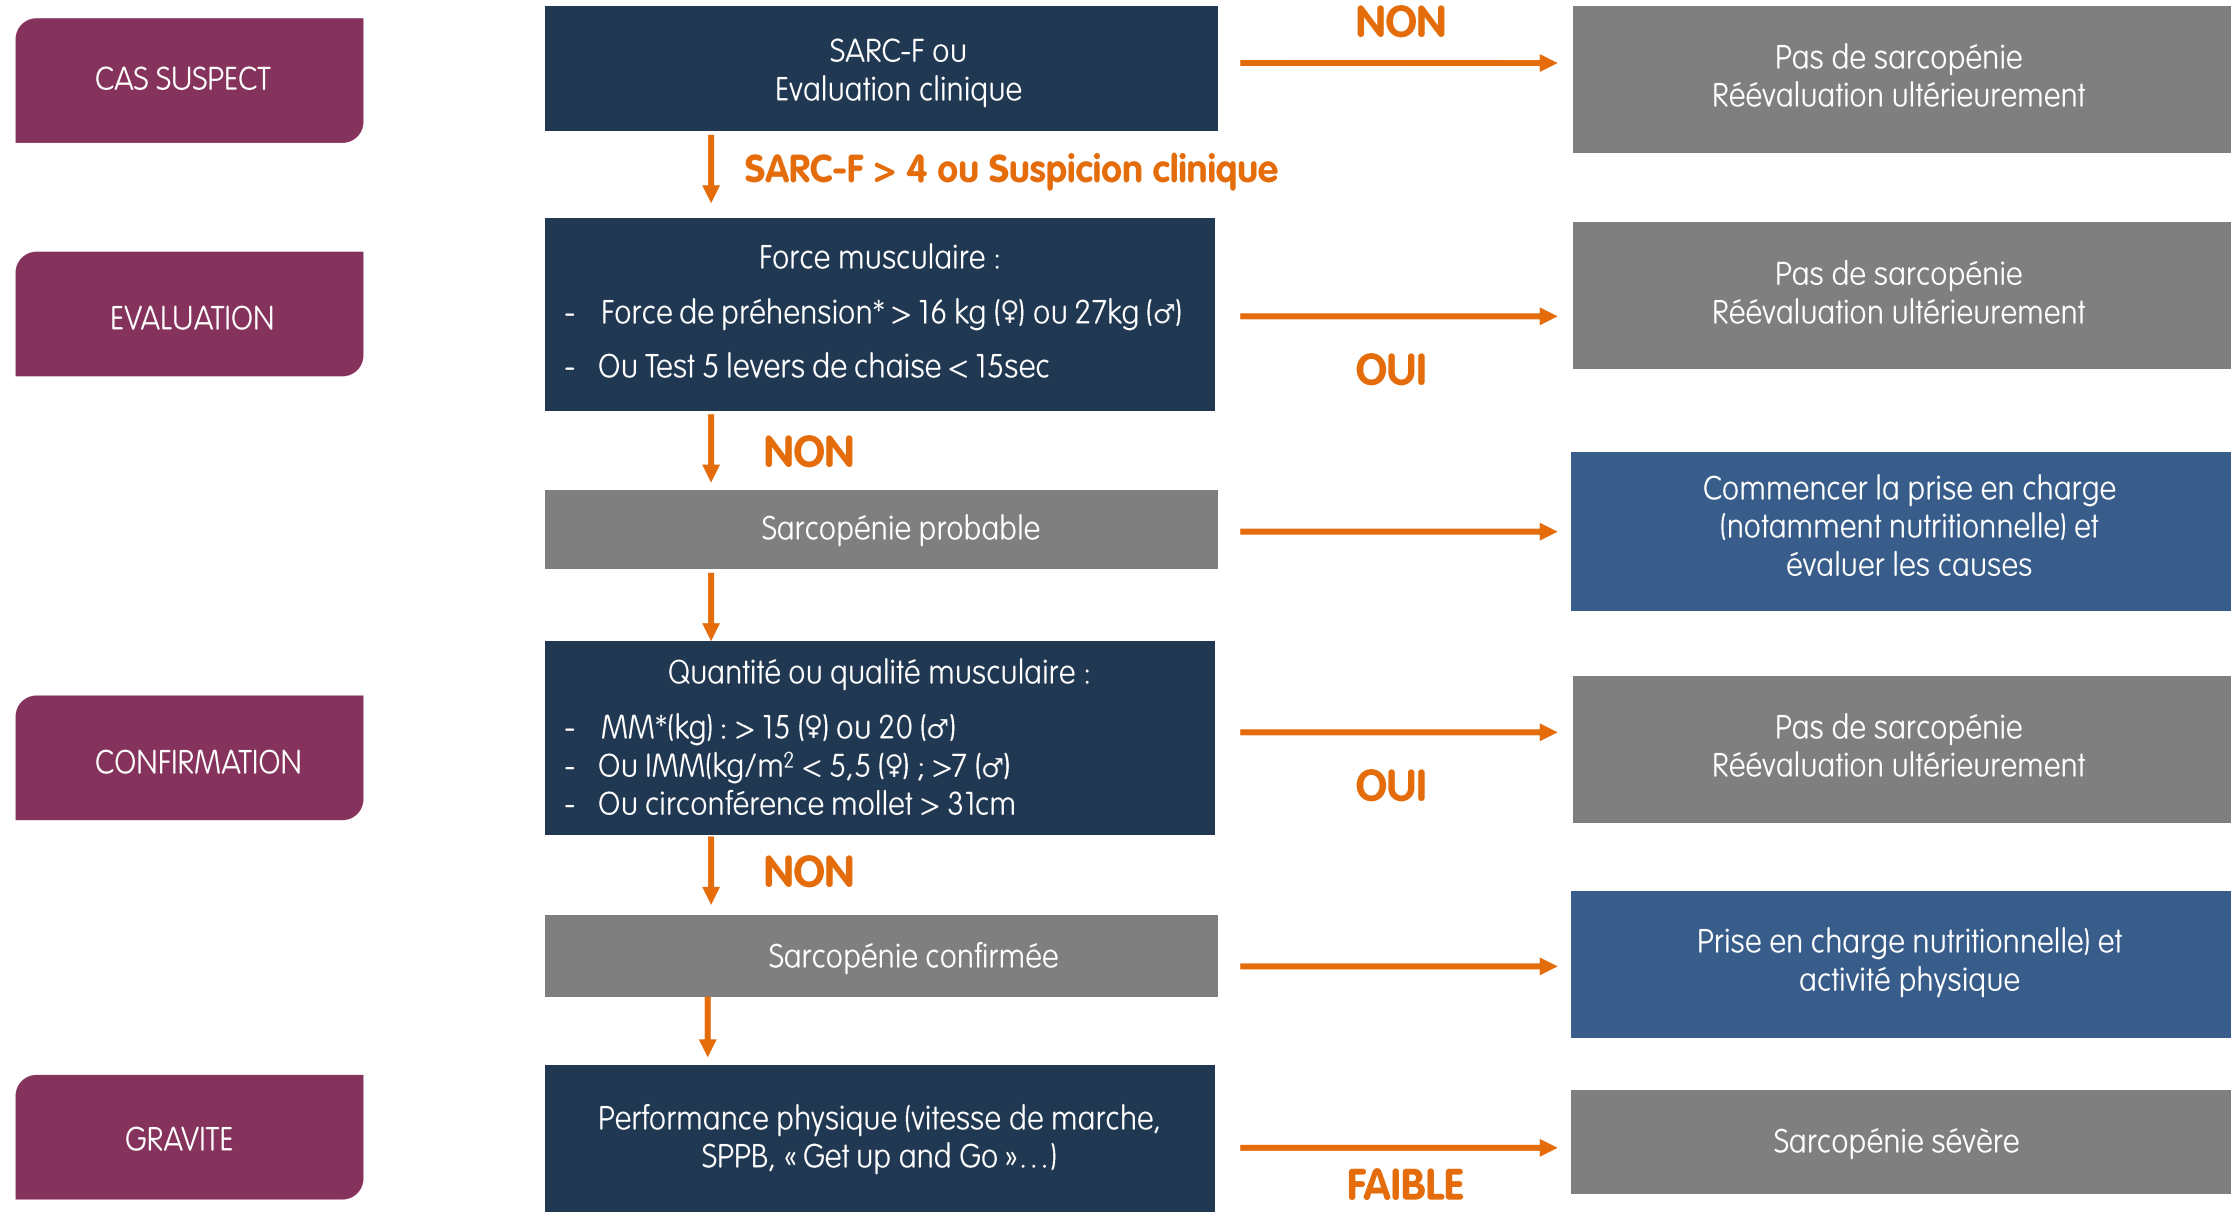 CAS SUSPECT
SARC-F ou
Evaluation clinique
NON
Pas de sarcopénie
Réévaluation ultérieurement
SARC-F > 4 ou Suspicion clinique
EVALUATION
Force musculaire :
- Force de préhension* > 16 kg (♀) ou 27kg (♂)
- Ou Test 5 levers de chaise < 15sec
OUI
Pas de sarcopénie
Réévaluation ultérieurement
NON
Sarcopénie probable
Commencer la prise en charge
(notamment nutritionnelle) et
évaluer les causes
CONFIRMATION
Quantité ou qualité musculaire :
- MM*(kg) : > 15 (♀) ou 20 (♂)
- Ou IMM(kg/m² < 5,5 (♀) ; >7 (♂)
- Ou circonférence mollet > 31cm
OUI
Pas de sarcopénie
Réévaluation ultérieurement
NON
Sarcopénie confirmée
Prise en charge nutritionnelle) et
activité physique
GRAVITE
Performance physique (vitesse de marche,
SPPB, « Get up and Go »...)
FAIBLE
Sarcopénie sévère